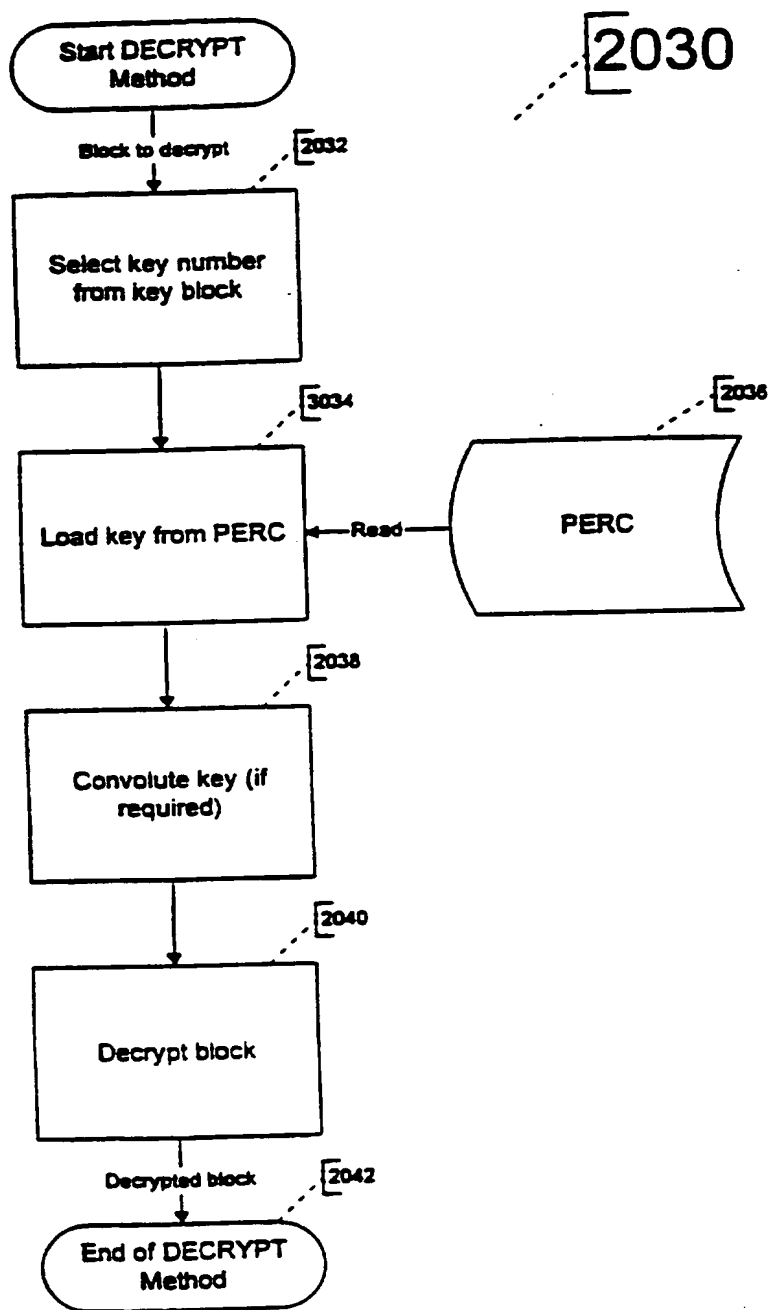 2030
Start DECRYPT
Method
Block to decrypt
2032
Select key number
from key block
3034
Load key from PERC
Read
2036
PERC
2038
Convolute key (if
required)
2040
Decrypt block
Decrypted block
2042
End of DECRYPT
Method